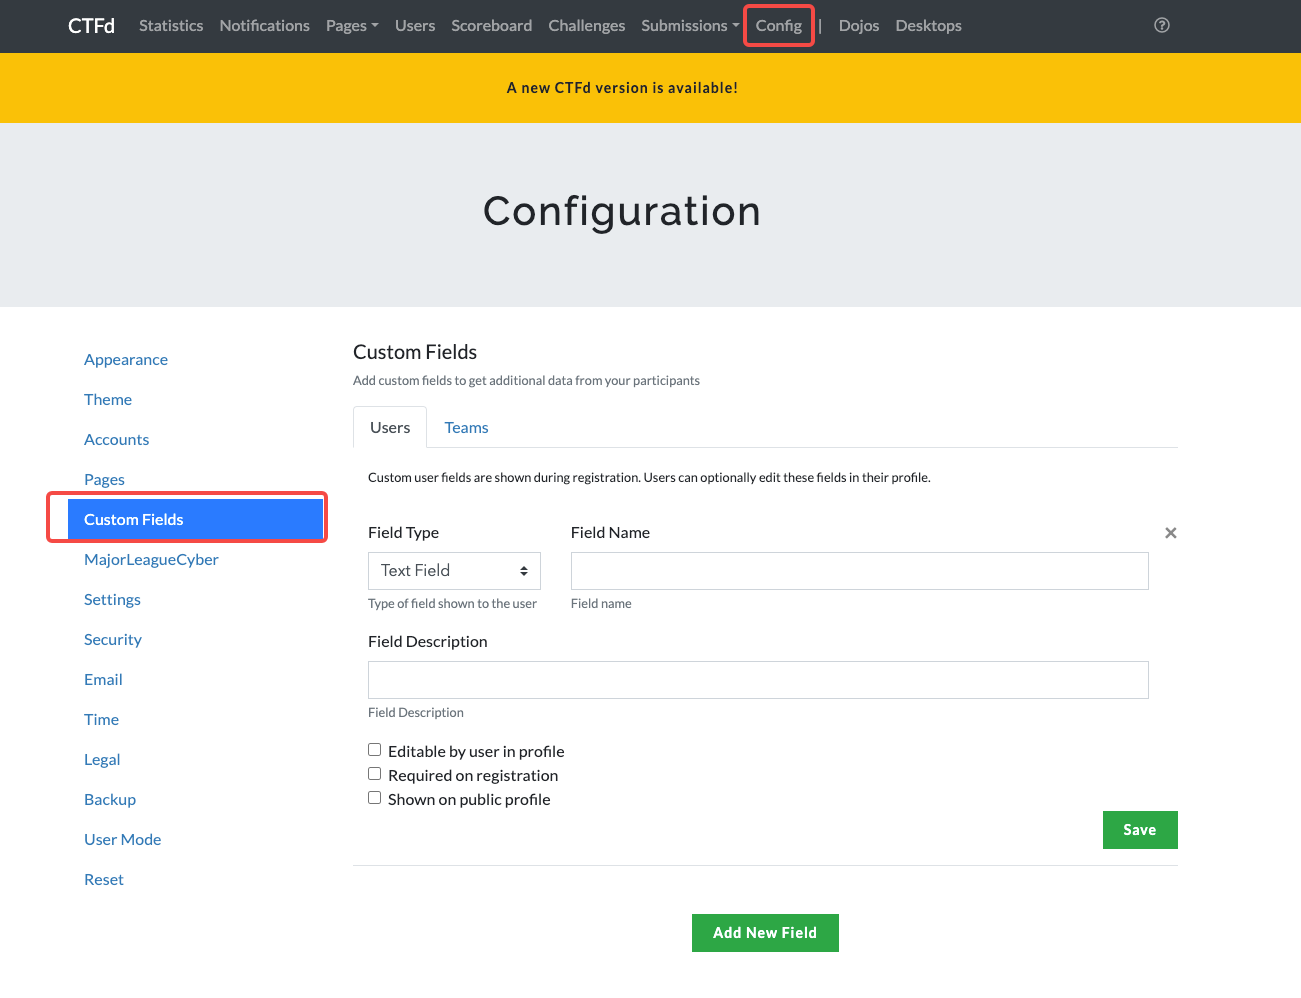 CTFd Statistics Notifications Pages Users Scoreboard Challenges Submissions Config | Dojos Desktops
A new CTFd version is available!
Configuration
Appearance
Theme
Accounts
Pages
Custom Fields
MajorLeagueCyber
Settings
Security
Email
Time
Legal
Backup
User Mode
Reset
Custom Fields
Add custom fields to get additional data from your participants
Users Teams
Custom user fields are shown during registration. Users can optionally edit these fields in their profile.
Field Type Field Name
Text Field
Type of field shown to the user Field name
Field Description
Field Description
Editable by user in profile
Required on registration
Shown on public profile
Save
Add New Field